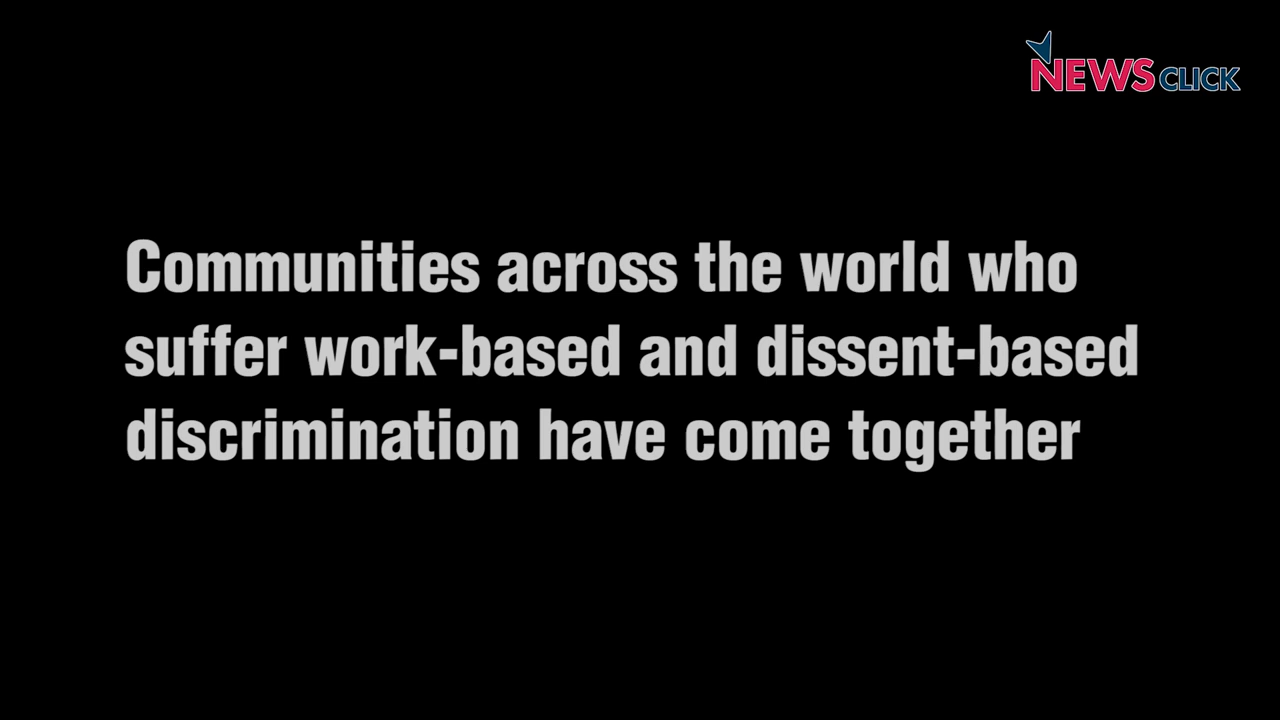 NEWSCLICK
Communities across the world who
suffer work-based and dissent-based
discrimination have come together